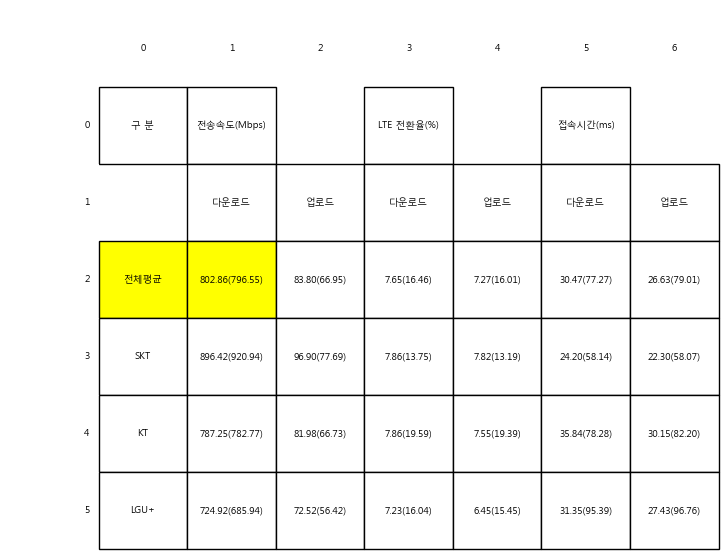 0 1 2 3 4 5 6
0 구 분 전송속도(Mbps) LTE 전환율(%) 접속시간(ms)
1 다운로드 업로드 다운로드 업로드 다운로드 업로드
2 전체평균 802.86(796.55) 83.80(66.95) 7.65(16.46) 7.27(16.01) 30.47(77.27) 26.63(79.01)
3 SKT 896.42(920.94) 96.90(77.69) 7.86(13.75) 7.82(13.19) 24.20(58.14) 22.30(58.07)
4 KT 787.25(782.77) 81.98(66.73) 7.86(19.59) 7.55(19.39) 35.84(78.28) 30.15(82.20)
5 LGU+ 724.92(685.94) 72.52(56.42) 7.23(16.04) 6.45(15.45) 31.35(95.39) 27.43(96.76)